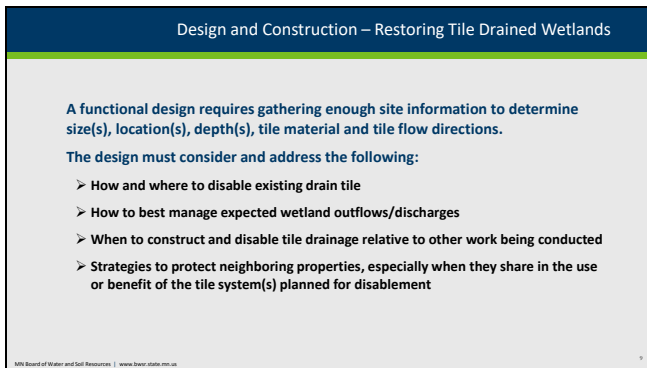 Design and Construction – Restoring Tile Drained Wetlands
A functional design requires gathering enough site information to determine
size(s), location(s), depth(s), tile material and tile flow directions.
The design must consider and address the following:
➢ How and where to disable existing drain tile
➢ How to best manage expected wetland outflows/discharges
➢ When to construct and disable tile drainage relative to other work being conducted
➢ Strategies to protect neighboring properties, especially when they share in the use
or benefit of the tile system(s) planned for disablement
MN Board of Water and Soil Resources | www.bwsr.state.mn.us
9